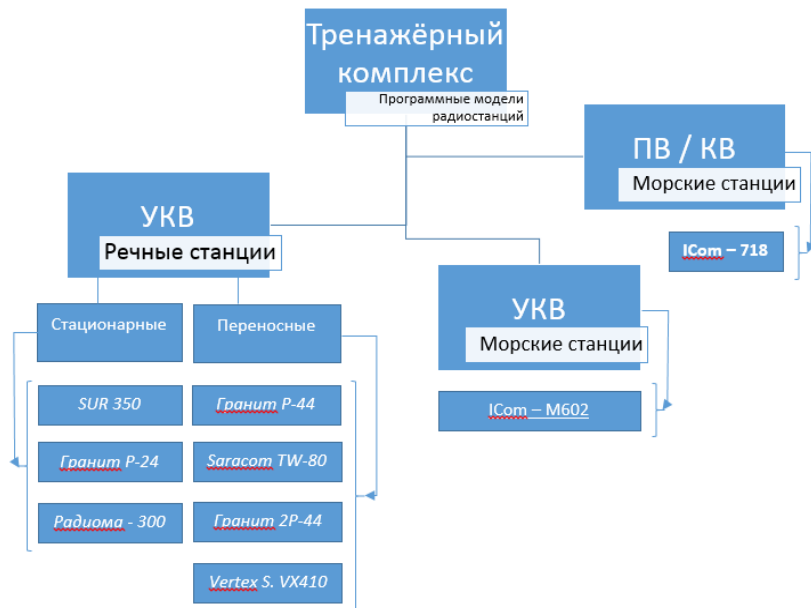 Тренажёрный
комплекс
Программные модели
радиостанций
ПВ / КВ
Морские станции
ICom – 718
УКВ
Речные станции
УКВ
Морские станции
ICom – M602
Стационарные
Переносные
SUR 350
Гранит Р-44
Гранит Р-24
Saracom TW-80
Радиома - 300
Гранит 2Р-44
Vertex S. VX410